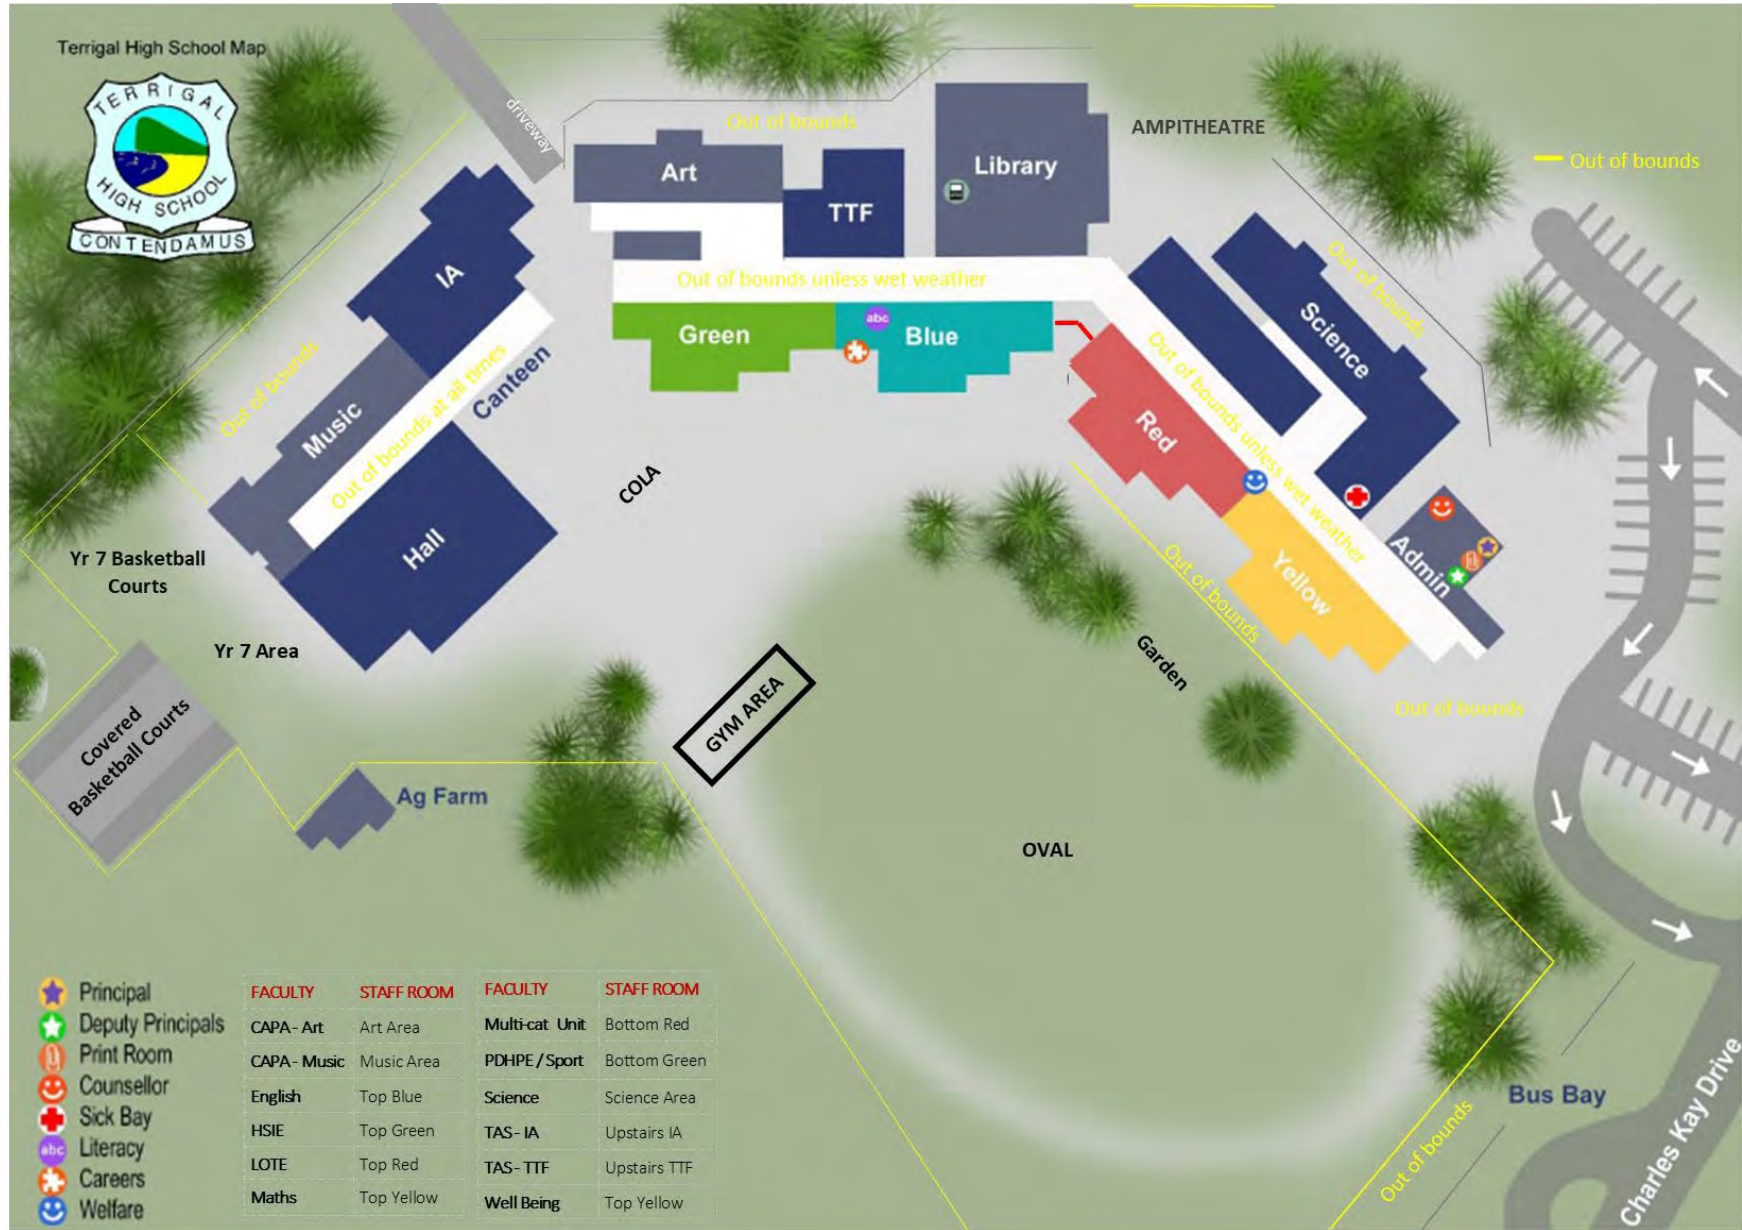 Terrigal High School Map
TERRIGAL
HIGH SCHOOL
CONTENDAMUS
driveway
Out of bounds
Art
TTF
Library
AMPITHEATRE
Out of bounds
IA
Out of bounds unless wet weather
Green
abc
Blue
Science
Out of bounds
Out of bounds
Music
Out of bounds at all times
Canteen
Hall
COLA
Red
Out of bounds unless wet weather
Yellow
Admin
Out of bounds
Garden
Out of bounds
Yr 7 Basketball
Courts
Yr 7 Area
Covered
Basketball Courts
GYM AREA
Ag Farm
OVAL
Bus Bay
Out of bounds
Charles Kay Drive
Principal
Deputy Principals
Print Room
Counsellor
Sick Bay
abc Literacy
Careers
Welfare
FACULTY STAFF ROOM
CAPA - Art Art Area
CAPA - Music Music Area
English Top Blue
HSIE Top Green
LOTE Top Red
Maths Top Yellow
FACULTY STAFF ROOM
Multi-cat Unit Bottom Red
PDHPE / Sport Bottom Green
Science Science Area
TAS - IA Upstairs IA
TAS - TTF Upstairs TTF
Well Being Top Yellow